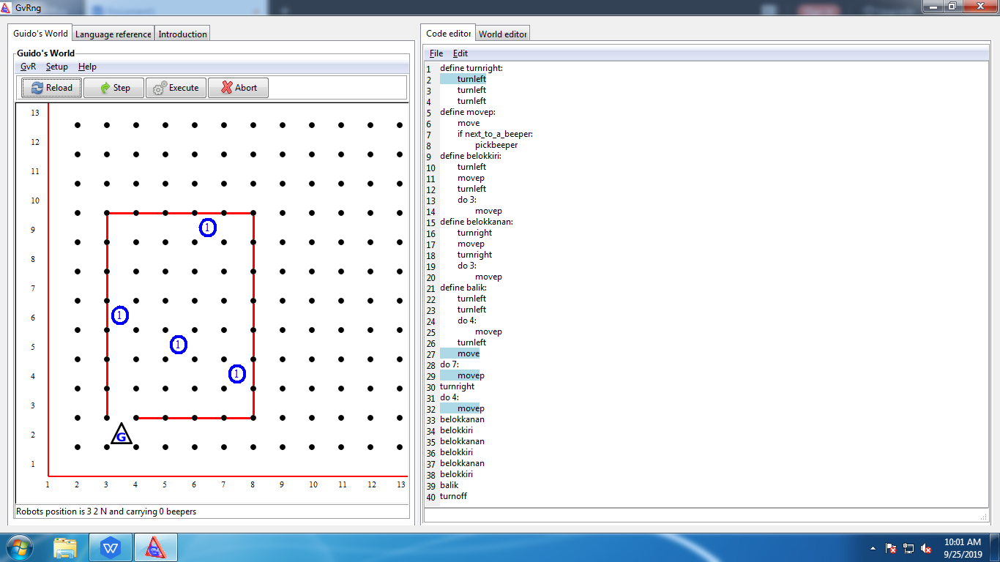 GvRng
Guido's World
Language reference
Introduction
Guido's World
GvR
Setup
Help
Reload
Step
Execute
Abort
13
12
11
10
9
8
7
6
5
4
3
2
1
1
1
1
1
G
1 2 3 4 5 6 7 8 9 10 11 12 13
Robots position is 3 2 N and carrying 0 beepers
Code editor
World editor
File
Edit
1 define turnright:
2 turnleft
3 turnleft
4 turnleft
5 define movep:
6 move
7 if next_to_a_beeper:
8 pickbeeper
9 define belokkiri:
10 turnleft
11 movep
12 turnleft
13 do 3:
14 movep
15 define belokkanan:
16 turnright
17 movep
18 turnright
19 do 3:
20 movep
21 define balik:
22 turnleft
23 turnleft
24 do 4:
25 movep
26 turnleft
27 move
28 do 7:
29 movep
30 turnright
31 do 4:
32 movep
33 belokkanan
34 belokkiri
35 belokkanan
36 belokkiri
37 belokkanan
38 belokkiri
39 balik
40 turnoff
10:01 AM
9/25/2019